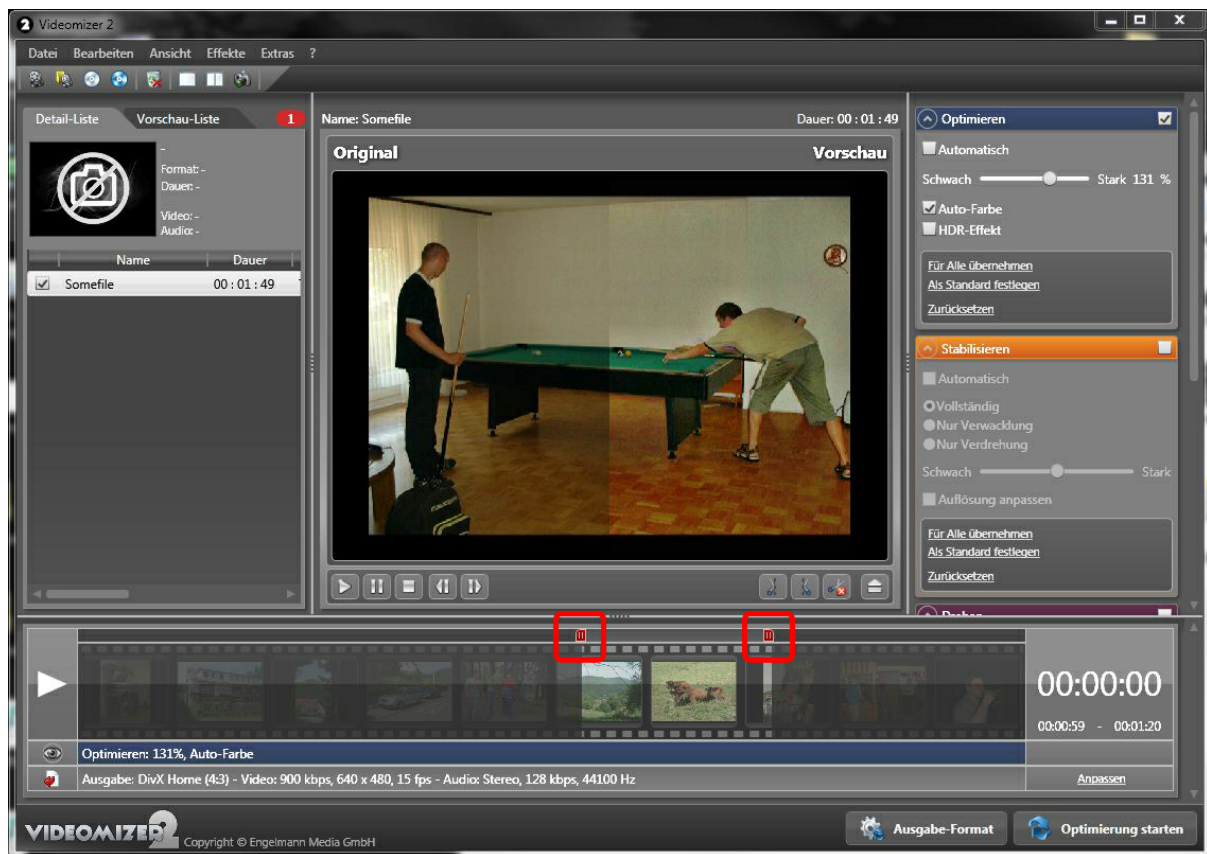 Videomizer 2
Datei Bearbeiten Ansicht Effekte Extras ?
Detail-Liste Vorschau-Liste 1
-
Format: -
Dauer: -
Video: -
Audio: -
Name Dauer
Somefile 00 : 01 : 49
Name: Somefile Dauer: 00 : 01 : 49
Original Vorschau
Optimieren
Automatisch
Schwach Stark 131 %
Auto-Farbe
HDR-Effekt
Für Alle übernehmen
Als Standard festlegen
Zurücksetzen
Stabilisieren
Automatisch
Vollständig
Nur Verwacklung
Nur Verdrehung
Schwach Stark
Auflösung anpassen
Für Alle übernehmen
Als Standard festlegen
Zurücksetzen
00:00:00
00:00:59 - 00:01:20
Optimieren: 131%, Auto-Farbe
Ausgabe: DivX Home (4:3) - Video: 900 kbps, 640 x 480, 15 fps - Audio: Stereo, 128 kbps, 44100 Hz
Anpassen
VIDEOMIZER 2
Copyright © Engelmann Media GmbH
Ausgabe-Format
Optimierung starten